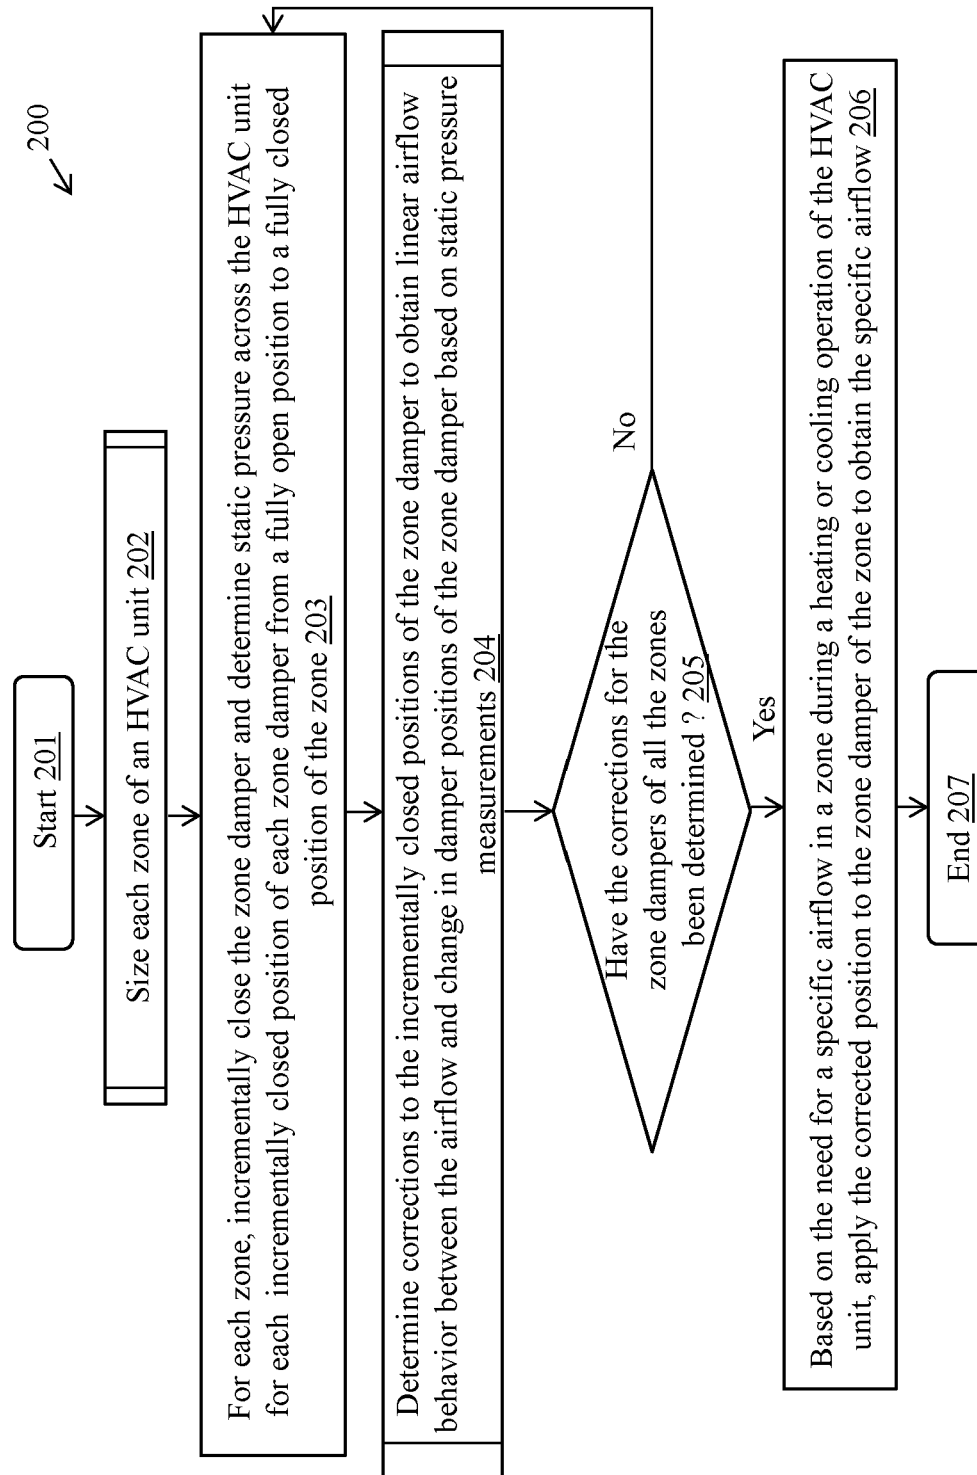 200
Start 201
Size each zone of an HVAC unit 202
For each zone, incrementally close the zone damper and determine static pressure across the HVAC unit
for each incrementally closed position of each zone damper from a fully open position to a fully closed
position of the zone 203
Determine corrections to the incrementally closed positions of the zone damper to obtain linear airflow
behavior between the airflow and change in damper positions of the zone damper based on static pressure
measurements 204
Have the corrections for the
zone dampers of all the zones
been determined ? 205
No
Yes
Based on the need for a specific airflow in a zone during a heating or cooling operation of the HVAC
unit, apply the corrected position to the zone damper of the zone to obtain the specific airflow 206
End 207